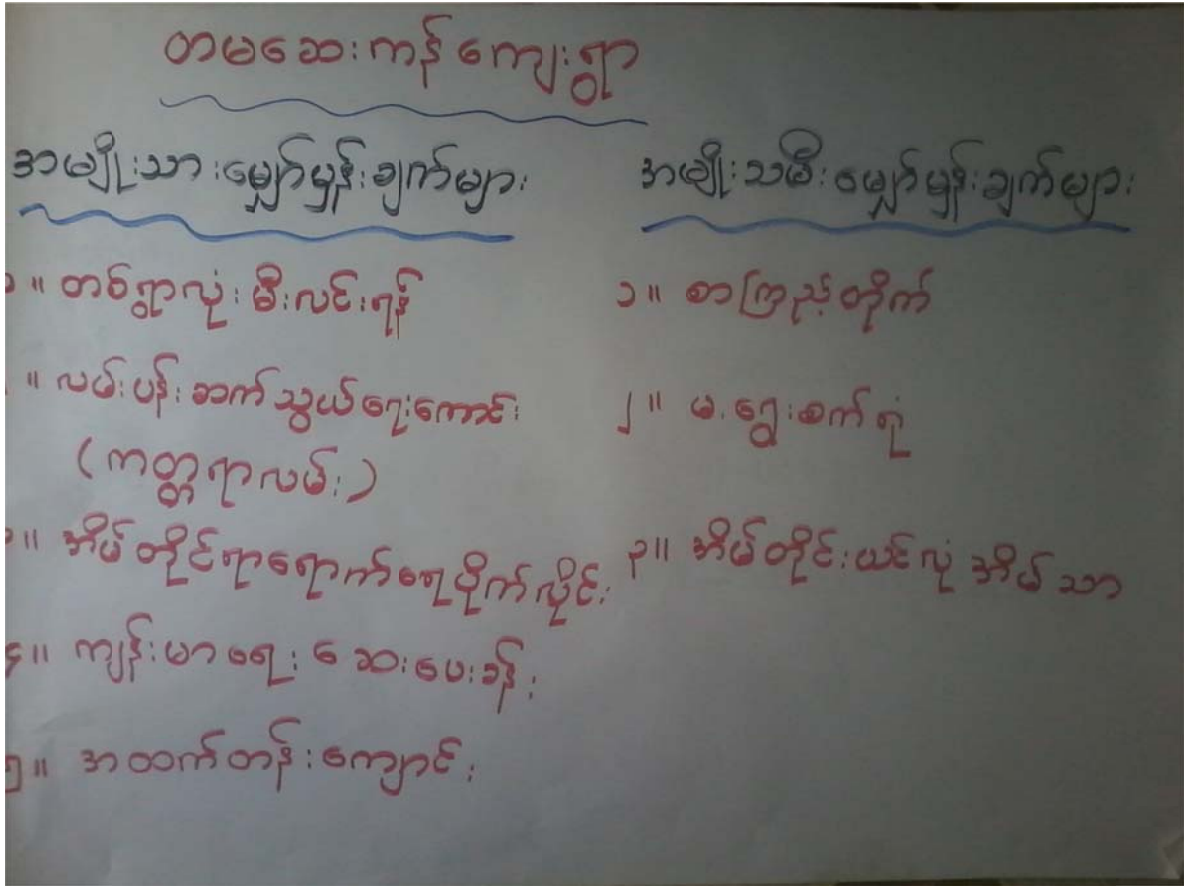 တမဆေးကန်ကျေးရွာ
အမျိုးသားမျှော်မှန်းချက်များ
၁။ တစ်ရွာလုံးမီးလင်းရန်
။ လမ်းပန်းဆက်သွယ်ရေးကောင်း
(ကတ္တရာလမ်း)
၃။ အိမ်တိုင်ရာရောက်ရေပိုက်လိုင်း
၄။ ကျန်းမာရေးဆေးပေးခန်း
၅။ အထက်တန်းကျောင်း
အမျိုးသမီးမျှော်မှန်းချက်များ
၁။ စာကြည့်တိုက်
၂။ မ.ရွေးစက်ရုံ
၃။ အိမ်တိုင်းယင်လုံအိမ်သာ